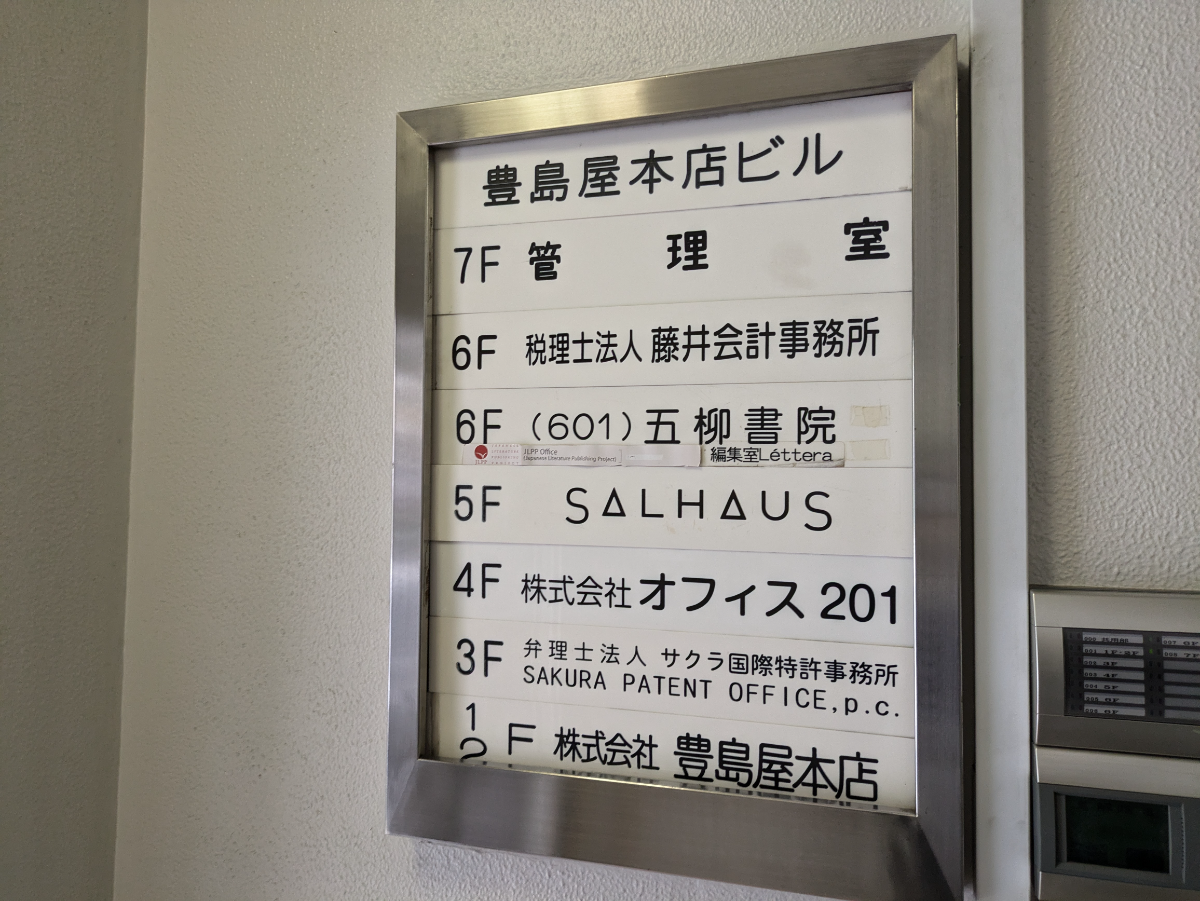 豊島屋本店ビル
7F 管理室
6F 税理士法人 藤井会計事務所
6F (601) 五柳書院
JLPP Office
(Japanese Literature Publishing Project)
編集室Léttera
5F SALHAUS
4F 株式会社 オフィス 201
3F 弁理士法人 サクラ国際特許事務所
SAKURA PATENT OFFICE,p.c.
1
2 F 株式会社 豊島屋本店